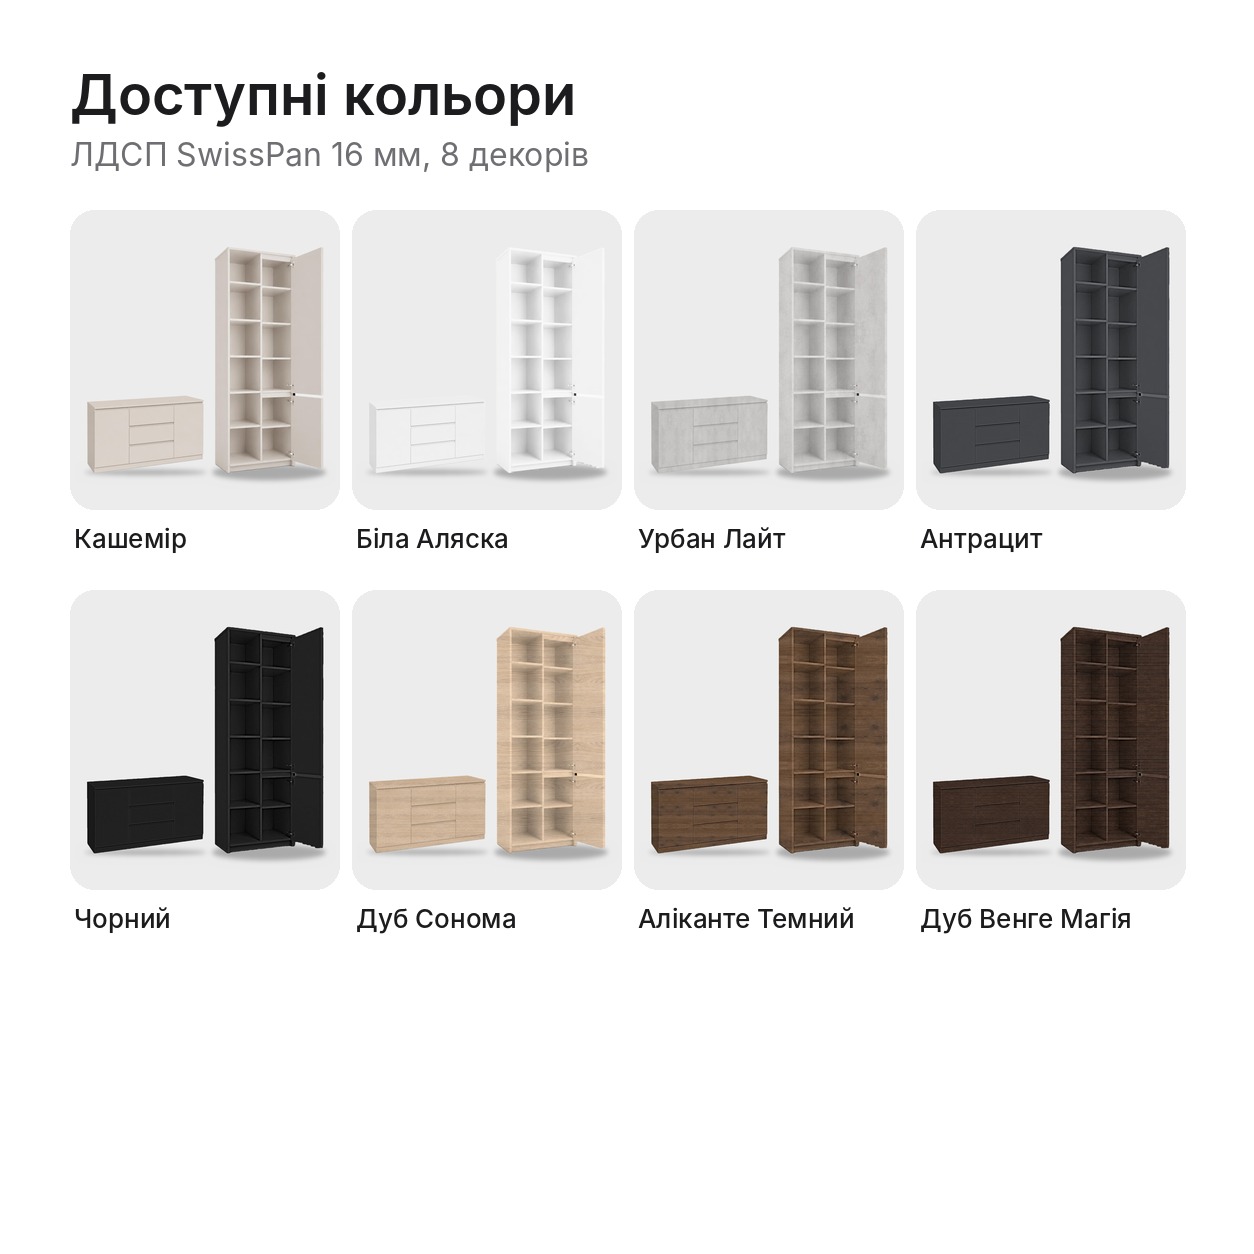 Доступні кольори
ЛДСП SwissPan 16 мм, 8 декорів
Кашемір
Біла Аляска
Урбан Лайт
Антрацит
Чорний
Дуб Сонома
Аліканте Темний
Дуб Венге Магія